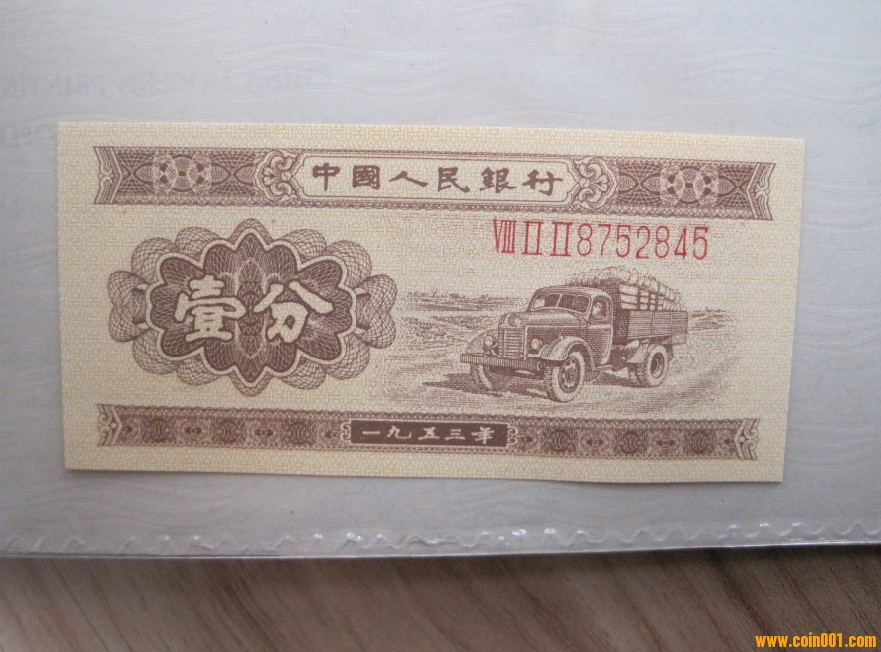 中國人民銀行
VIII II II 8752845
壹分
一九五三年
www.coin001.com